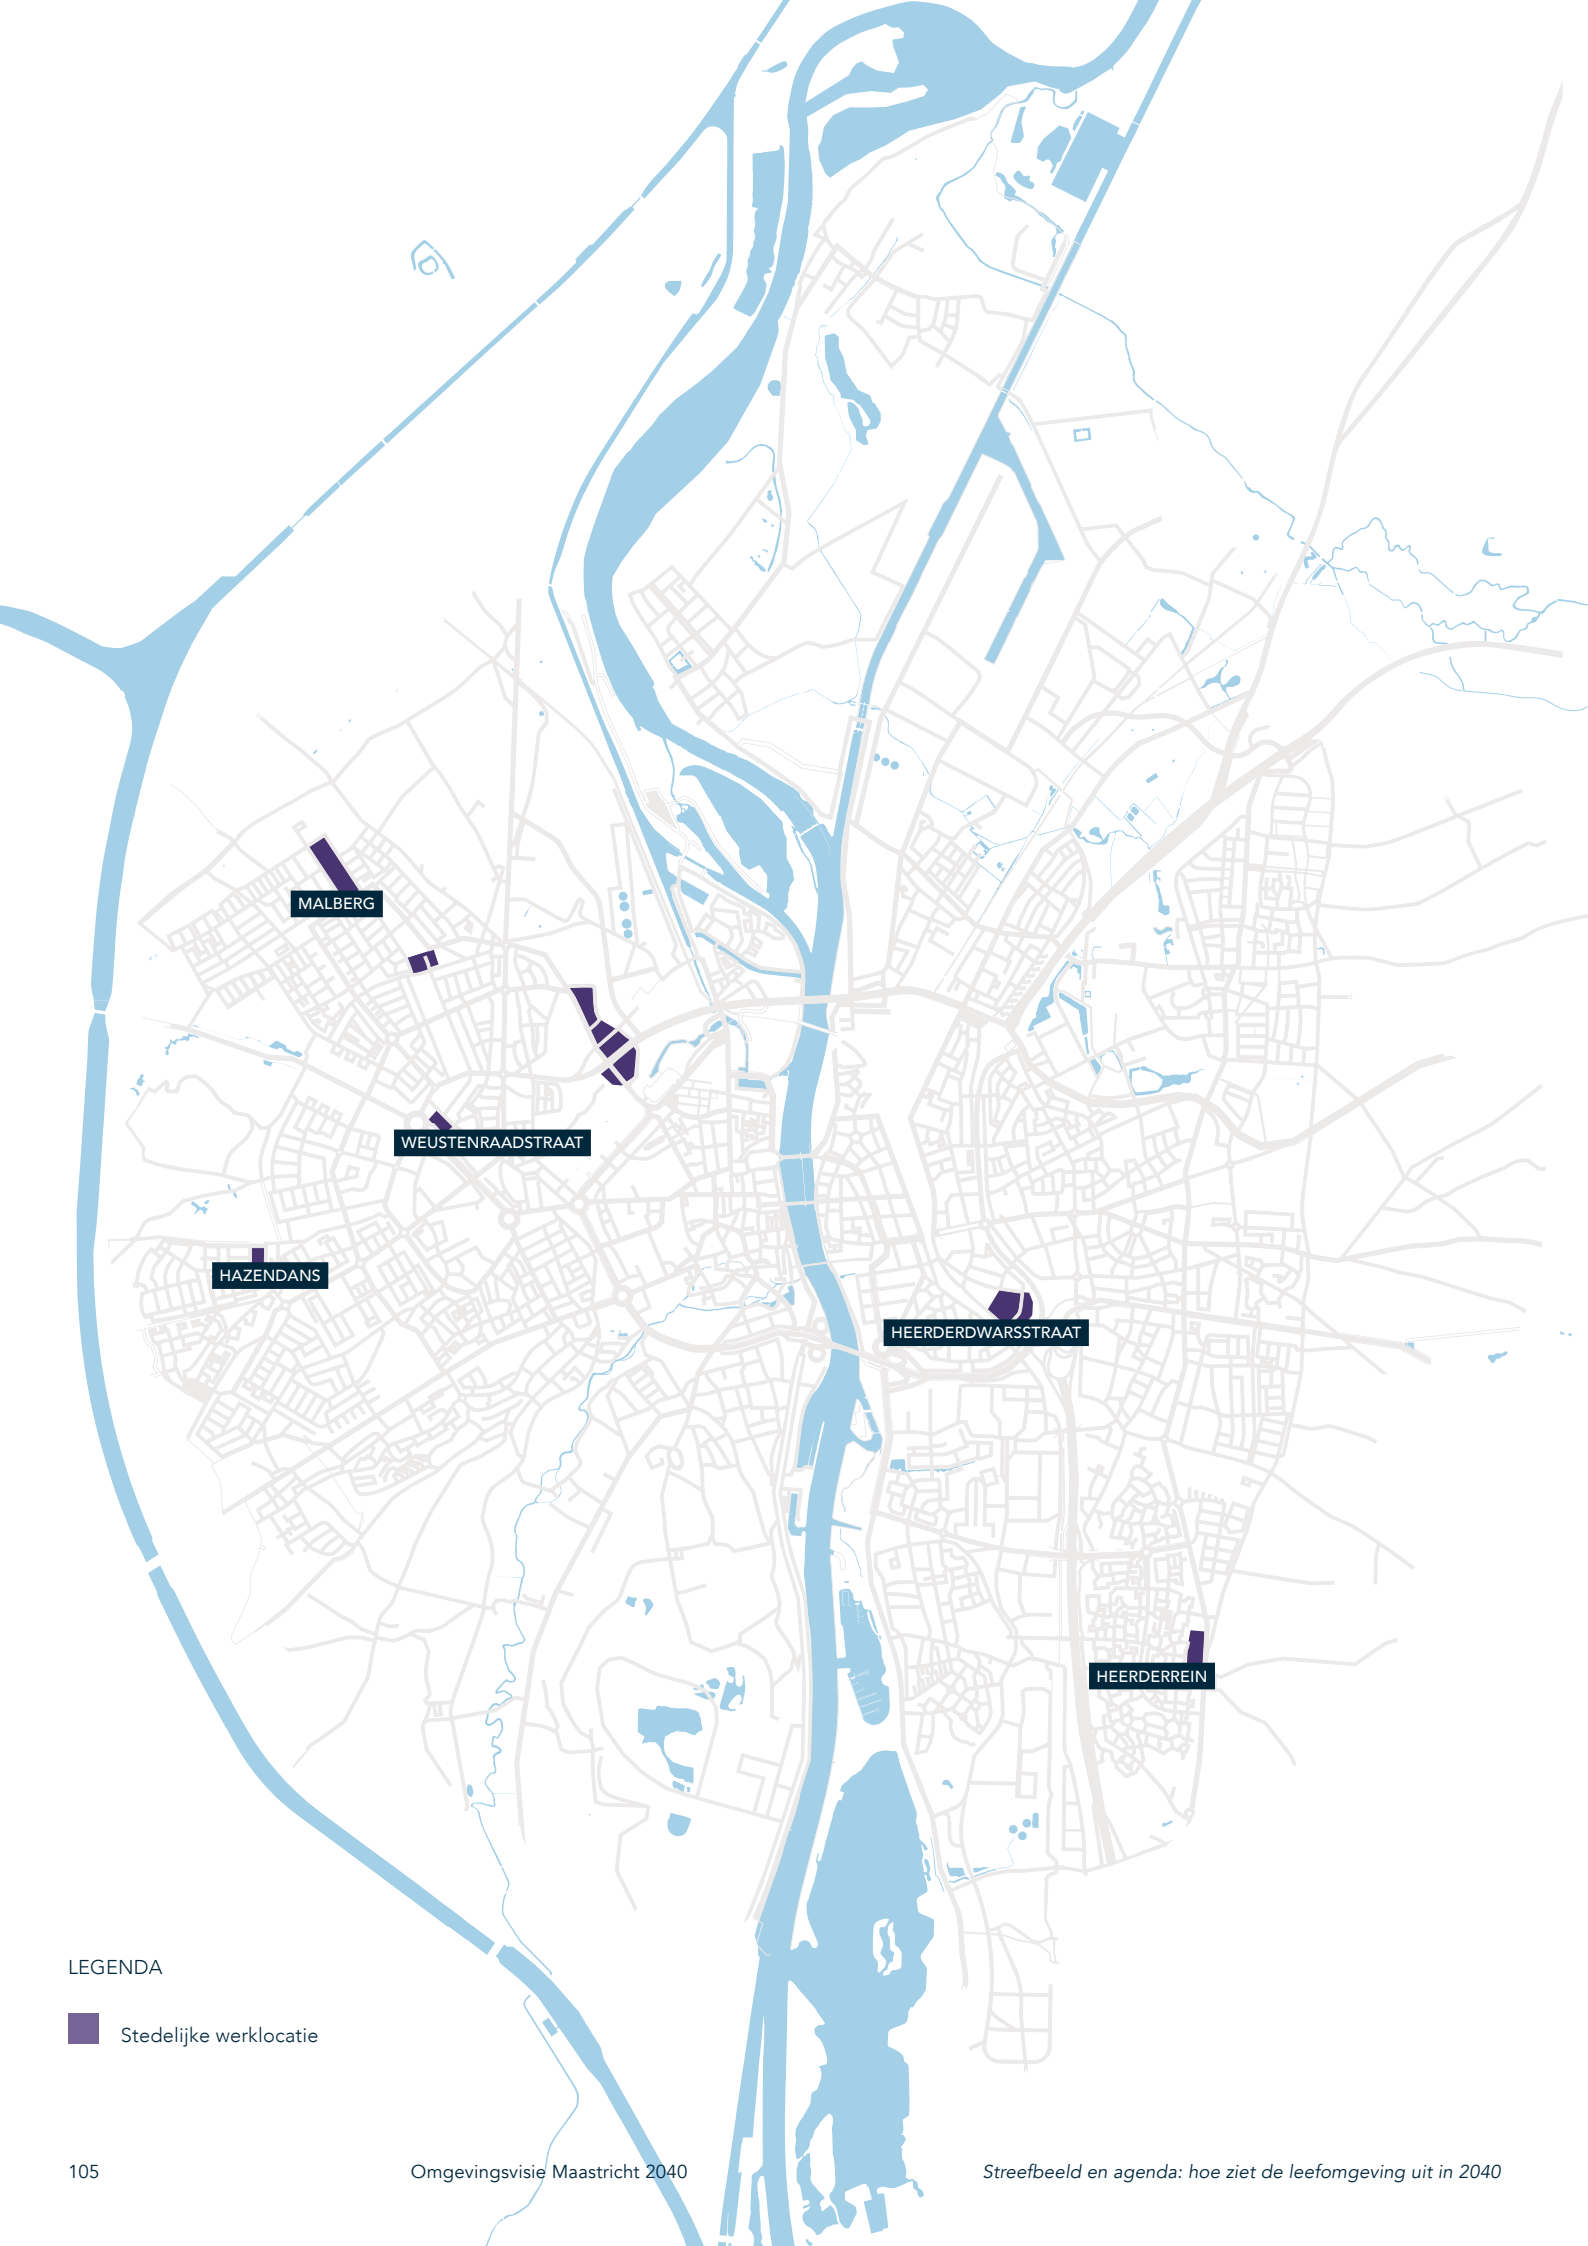 MALBERG
WEUSTENRAADSTRAAT
HAZENDANS
HEERDERDWARSSTRAAT
HEERDERREIN
LEGENDA
Stedelijke werklocatie
105
Omgevingsvisie Maastricht 2040
Streefbeeld en agenda: hoe ziet de leefomgeving uit in 2040